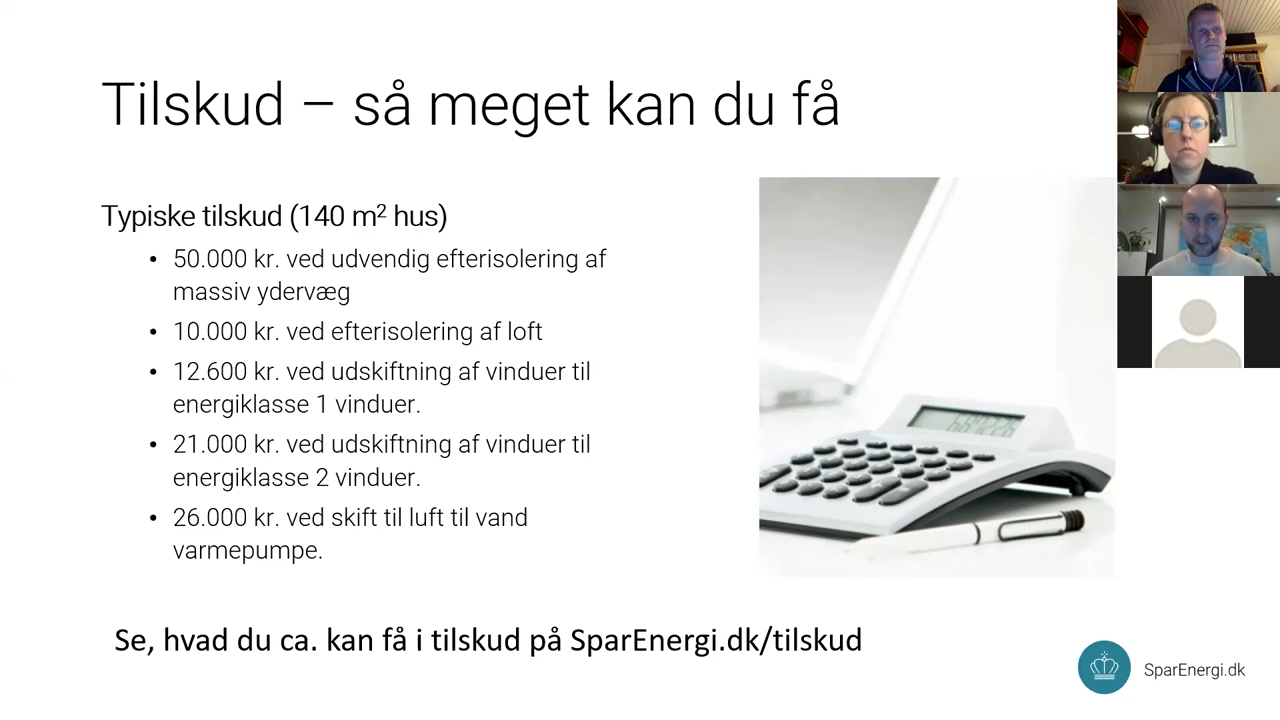 Tilskud – så meget kan du få
Typiske tilskud (140 m² hus)
• 50.000 kr. ved udvendig efterisolering af
massiv ydervæg
• 10.000 kr. ved efterisolering af loft
• 12.600 kr. ved udskiftning af vinduer til
energiklasse 1 vinduer.
• 21.000 kr. ved udskiftning af vinduer til
energiklasse 2 vinduer.
• 26.000 kr. ved skift til luft til vand
varmepumpe.
Se, hvad du ca. kan få i tilskud på SparEnergi.dk/tilskud
SparEnergi.dk